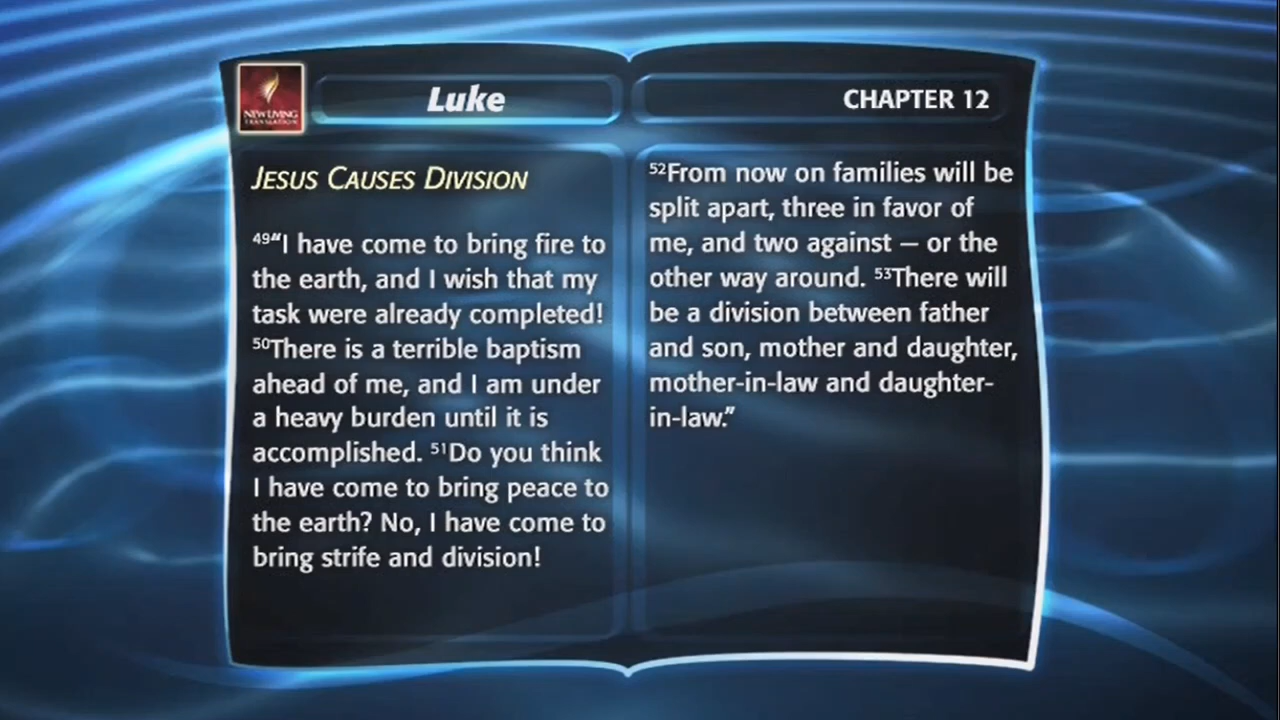 NEW LIVING
TRANSLATION
Luke
CHAPTER 12
JESUS CAUSES DIVISION
⁴⁹“I have come to bring fire to
the earth, and I wish that my
task were already completed!
⁵⁰There is a terrible baptism
ahead of me, and I am under
a heavy burden until it is
accomplished. ⁵¹Do you think
I have come to bring peace to
the earth? No, I have come to
bring strife and division!
⁵²From now on families will be
split apart, three in favor of
me, and two against – or the
other way around. ⁵³There will
be a division between father
and son, mother and daughter,
mother-in-law and daughter-
in-law.”